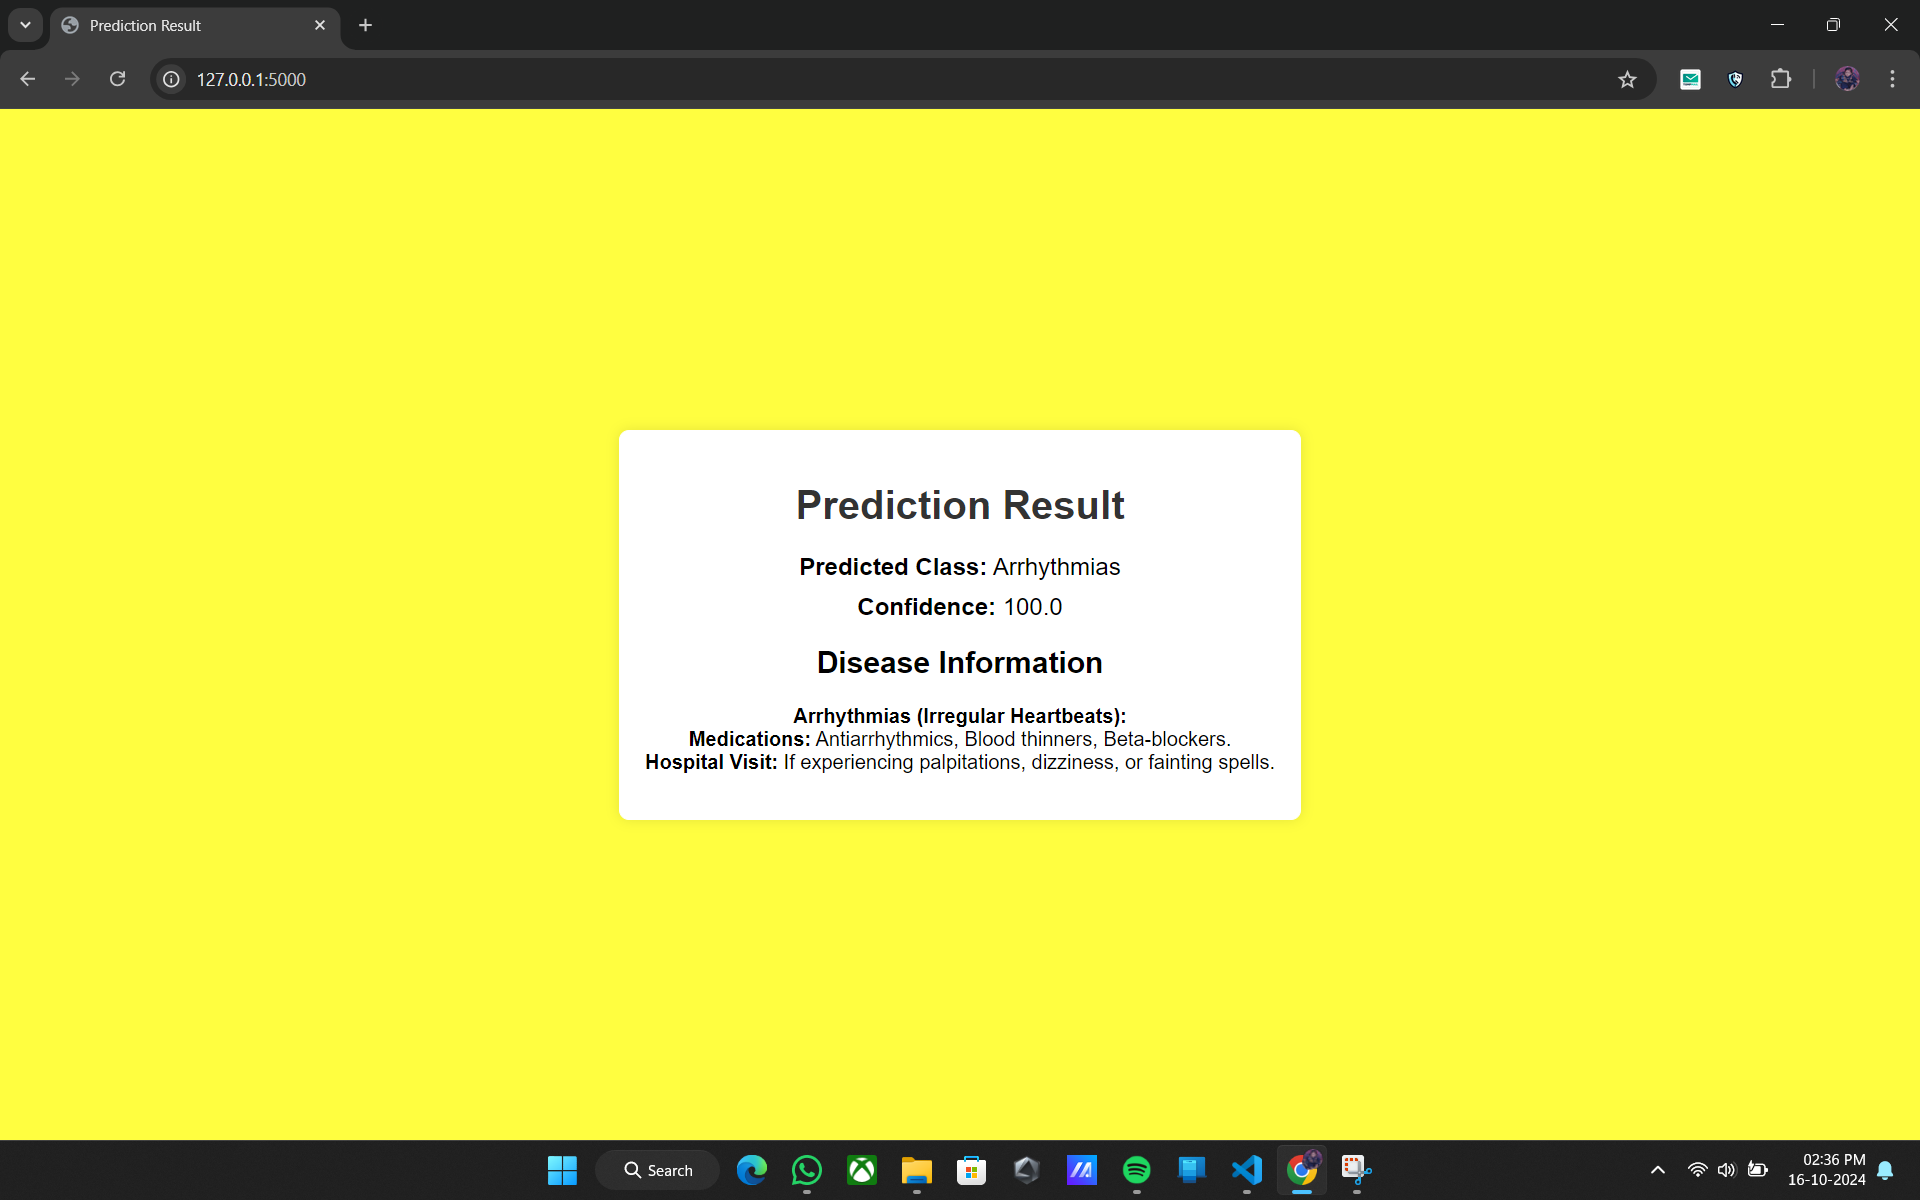 Prediction Result
127.0.0.1:5000
Prediction Result
Predicted Class: Arrhythmias
Confidence: 100.0
Disease Information
Arrhythmias (Irregular Heartbeats):
Medications: Antiarrhythmics, Blood thinners, Beta-blockers.
Hospital Visit: If experiencing palpitations, dizziness, or fainting spells.
Search
02:36 PM
16-10-2024